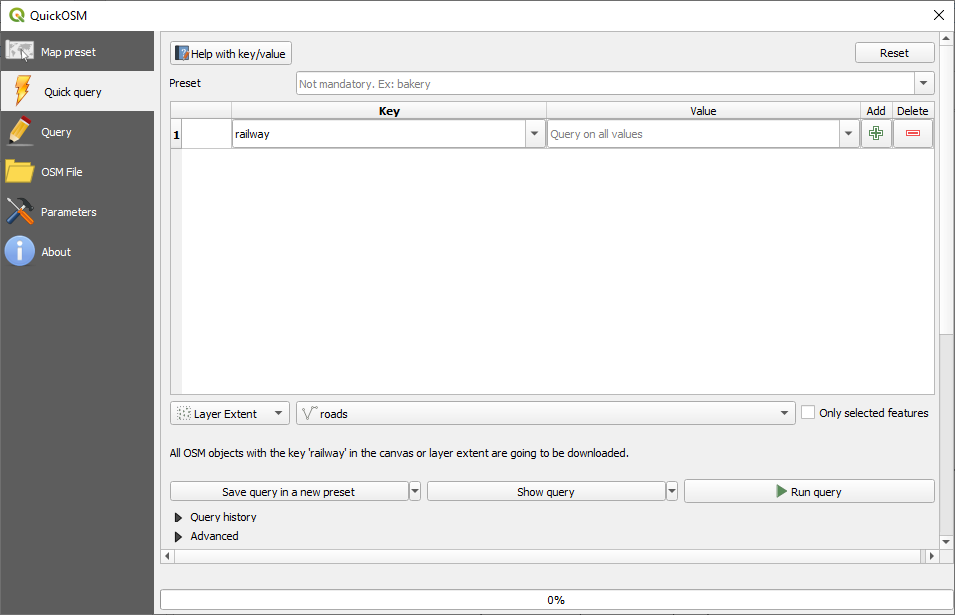 QuickOSM
Map preset
Quick query
Query
OSM File
Parameters
About
Help with key/value
Reset
Preset
Not mandatory. Ex: bakery
Key Value Add Delete
1 railway Query on all values
Layer Extent roads Only selected features
All OSM objects with the key 'railway' in the canvas or layer extent are going to be downloaded.
Save query in a new preset Show query Run query
Query history
Advanced
0%